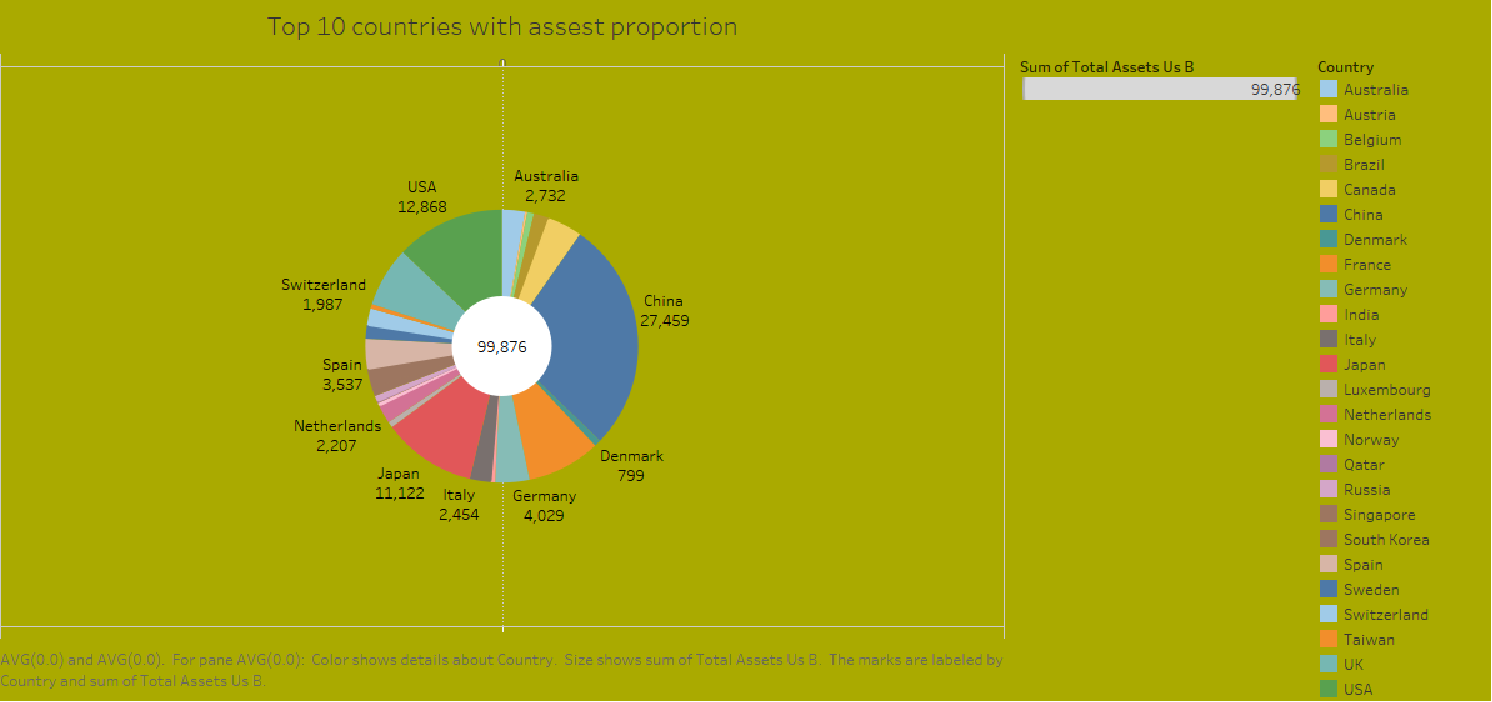 Top 10 countries with assest proportion
Sum of Total Assets Us B
99,876
Country
Australia
Austria
Belgium
Brazil
Canada
China
Denmark
France
Germany
India
Italy
Japan
Luxembourg
Netherlands
Norway
Qatar
Russia
Singapore
South Korea
Spain
Sweden
Switzerland
Taiwan
UK
USA
USA
12,868
Australia
2,732
Switzerland
1,987
China
27,459
99,876
Spain
3,537
Netherlands
2,207
Denmark
799
Japan
11,122
Italy
2,454
Germany
4,029
AVG(0.0) and AVG(0.0).  For pane AVG(0.0):  Color shows details about Country.  Size shows sum of Total Assets Us B.  The marks are labeled by
Country and sum of Total Assets Us B.